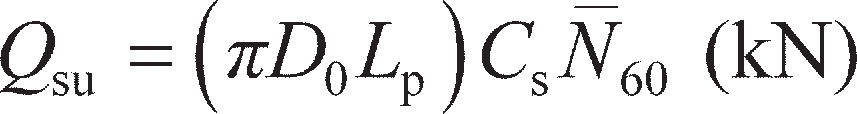 Q_su = (πD_0 L_p) C_s N̅_60 (kN)